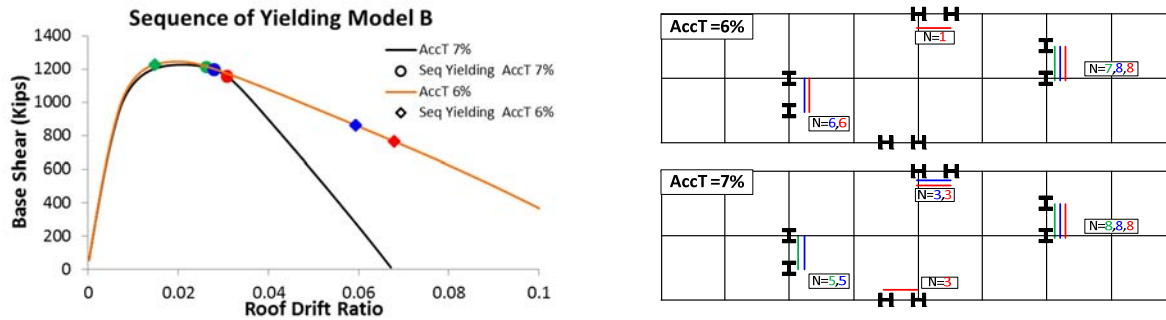 Sequence of Yielding Model B
1400
1200
1000
800
600
400
200
0
Base Shear (Kips)
0
0.02
0.04
0.06
0.08
0.1
Roof Drift Ratio
AccT 7%
Seq Yielding AccT 7%
AccT 6%
Seq Yielding AccT 6%
AccT =6%
N=1
N=7,8,8
N=6,6
AccT =7%
N=3,3
N=8,8,8
N=5,5
N=3